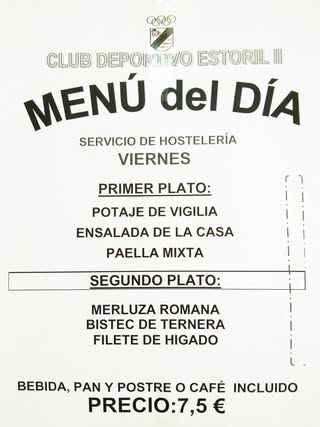 CLUB DEPORTIVO ESTORIL II
MENÚ del DÍA
SERVICIO DE HOSTELERÍA
VIERNES
PRIMER PLATO:
POTAJE DE VIGILIA
ENSALADA DE LA CASA
PAELLA MIXTA
SEGUNDO PLATO:
MERLUZA ROMANA
BISTEC DE TERNERA
FILETE DE HIGADO
BEBIDA, PAN Y POSTRE O CAFÉ INCLUIDO
PRECIO:7,5 €